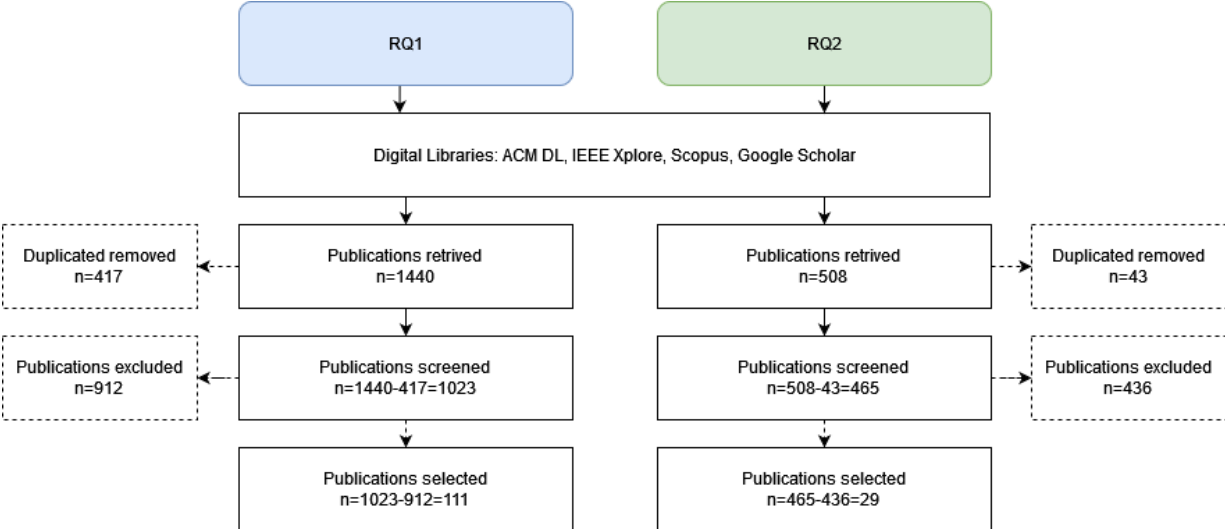 RQ1
RQ2
Digital Libraries: ACM DL, IEEE Xplore, Scopus, Google Scholar
Duplicated removed
n=417
Publications retrived
n=1440
Publications retrived
n=508
Duplicated removed
n=43
Publications excluded
n=912
Publications screened
n=1440-417=1023
Publications screened
n=508-43=465
Publications excluded
n=436
Publications selected
n=1023-912=111
Publications selected
n=465-436=29